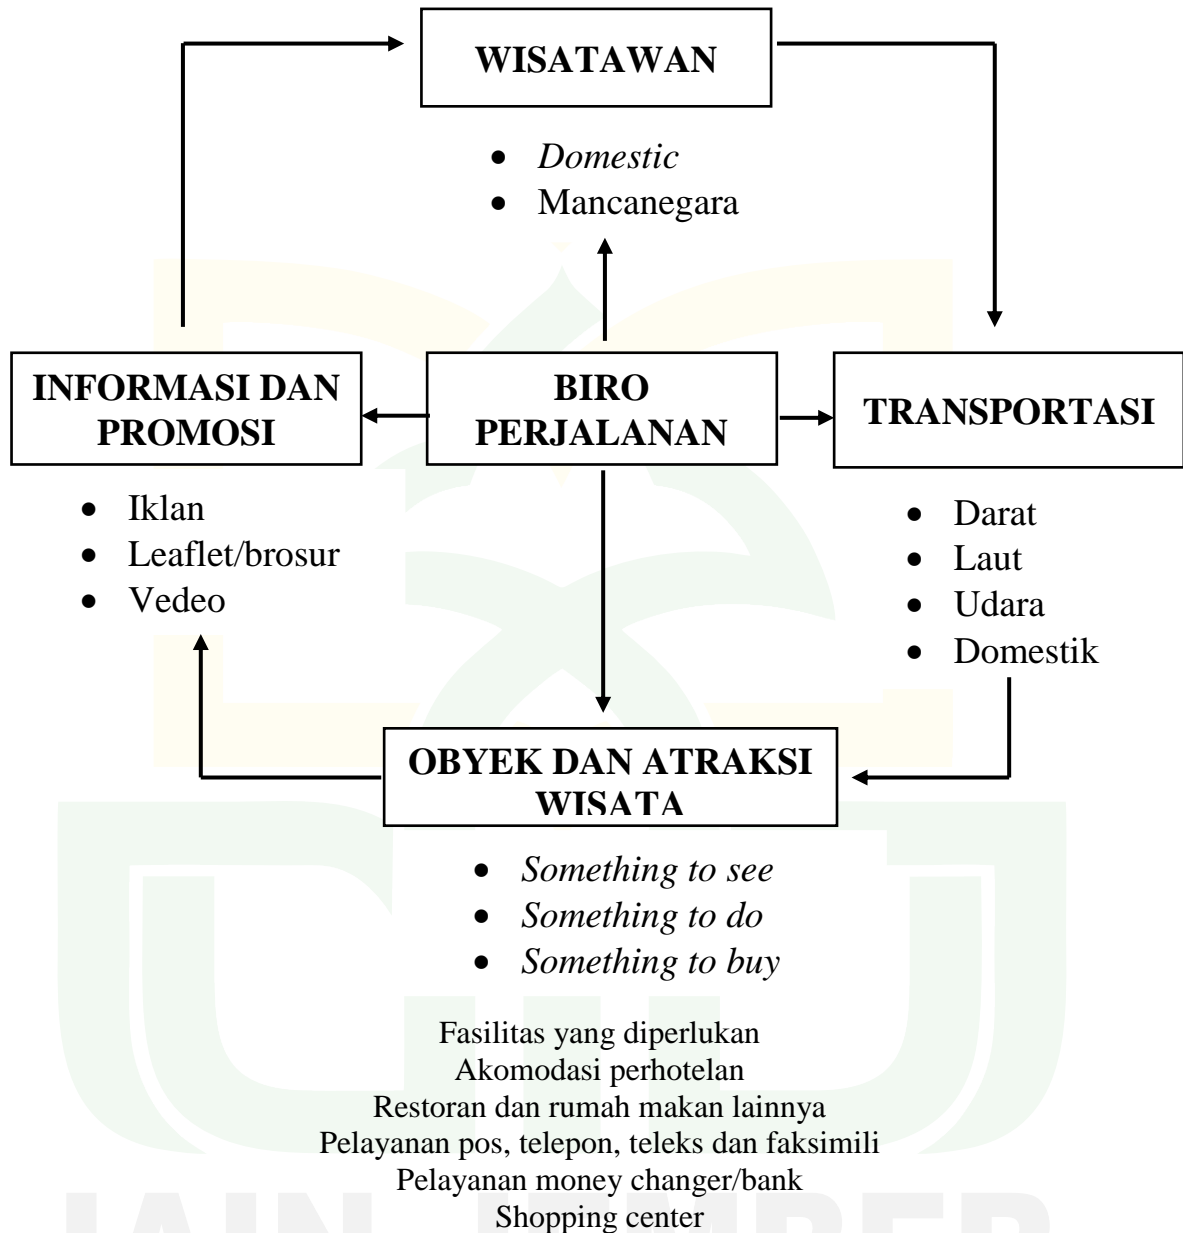 WISATAWAN
• Domestic
• Mancanegara
INFORMASI DAN
PROMOSI
BIRO
PERJALANAN
TRANSPORTASI
• Iklan
• Leaflet/brosur
• Vedeo
• Darat
• Laut
• Udara
• Domestik
OBYEK DAN ATRAKSI
WISATA
• Something to see
• Something to do
• Something to buy
Fasilitas yang diperlukan
Akomodasi perhotelan
Restoran dan rumah makan lainnya
Pelayanan pos, telepon, teleks dan faksimili
Pelayanan money changer/bank
Shopping center
IAIN JEMBER